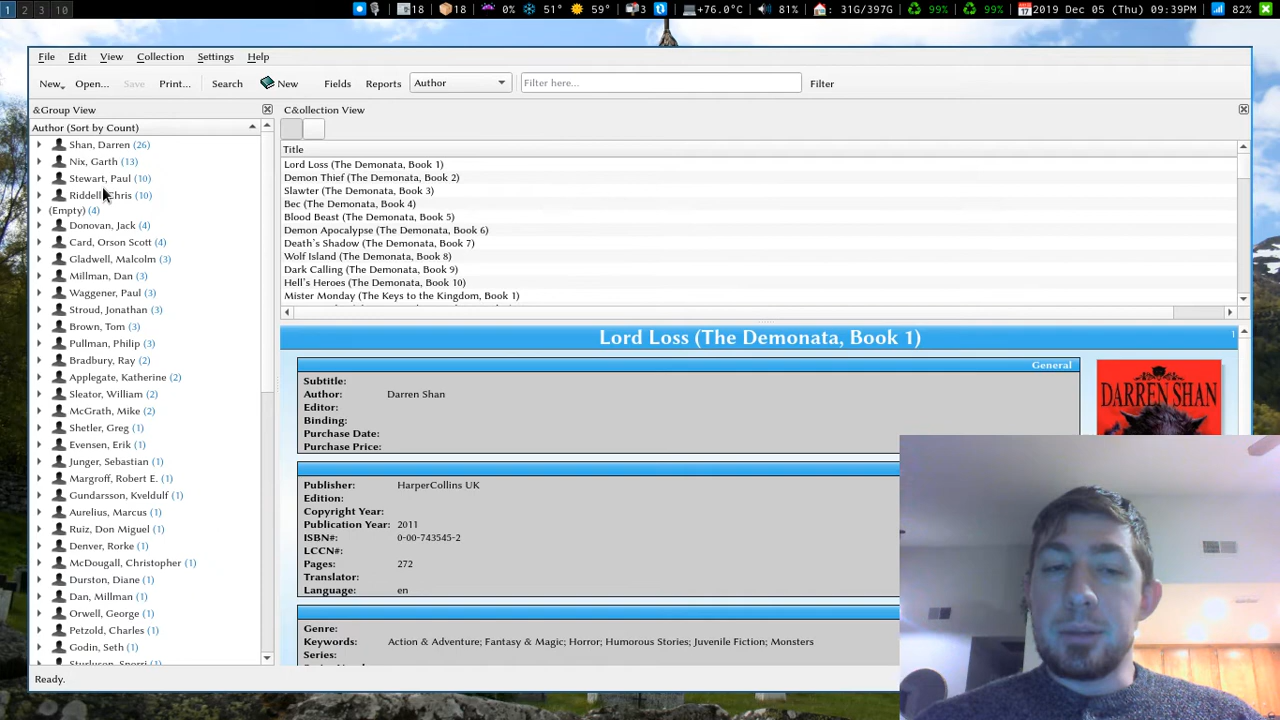 1 2 3 10 18 18 0% 51° 59° 3 +76.0°C 81% : 31G/397G 99% 99% 2019 Dec 05 (Thu) 09:39PM 82%
File Edit View Collection Settings Help
New Open... Save Print... Search New Fields Reports Author Filter here... Filter
&Group View
C&ollection View
Author (Sort by Count)
Shan, Darren (26)
Nix, Garth (13)
Stewart, Paul (10)
Riddell, Chris (10)
(Empty) (4)
Donovan, Jack (4)
Card, Orson Scott (4)
Gladwell, Malcolm (3)
Millman, Dan (3)
Waggener, Paul (3)
Stroud, Jonathan (3)
Brown, Tom (3)
Pullman, Philip (3)
Bradbury, Ray (2)
Applegate, Katherine (2)
Sleator, William (2)
McGrath, Mike (2)
Shetler, Greg (1)
Evensen, Erik (1)
Junger, Sebastian (1)
Margroff, Robert E. (1)
Gundarsson, Kveldulf (1)
Aurelius, Marcus (1)
Ruiz, Don Miguel (1)
Denver, Rorke (1)
McDougall, Christopher (1)
Durston, Diane (1)
Dan, Millman (1)
Orwell, George (1)
Petzold, Charles (1)
Godin, Seth (1)
Sturluson, Snorri (1)
Title
Lord Loss (The Demonata, Book 1)
Demon Thief (The Demonata, Book 2)
Slawter (The Demonata, Book 3)
Bec (The Demonata, Book 4)
Blood Beast (The Demonata, Book 5)
Demon Apocalypse (The Demonata, Book 6)
Death's Shadow (The Demonata, Book 7)
Wolf Island (The Demonata, Book 8)
Dark Calling (The Demonata, Book 9)
Hell's Heroes (The Demonata, Book 10)
Mister Monday (The Keys to the Kingdom, Book 1)
Lord Loss (The Demonata, Book 1)
1
General
Subtitle:
Author: Darren Shan
Editor:
Binding:
Purchase Date:
Purchase Price:
DARREN SHAN
Publisher: HarperCollins UK
Edition:
Copyright Year:
Publication Year: 2011
ISBN#: 0-00-743545-2
LCCN#:
Pages: 272
Translator:
Language: en
Genre:
Keywords: Action & Adventure; Fantasy & Magic; Horror; Humorous Stories; Juvenile Fiction; Monsters
Series:
Ready.